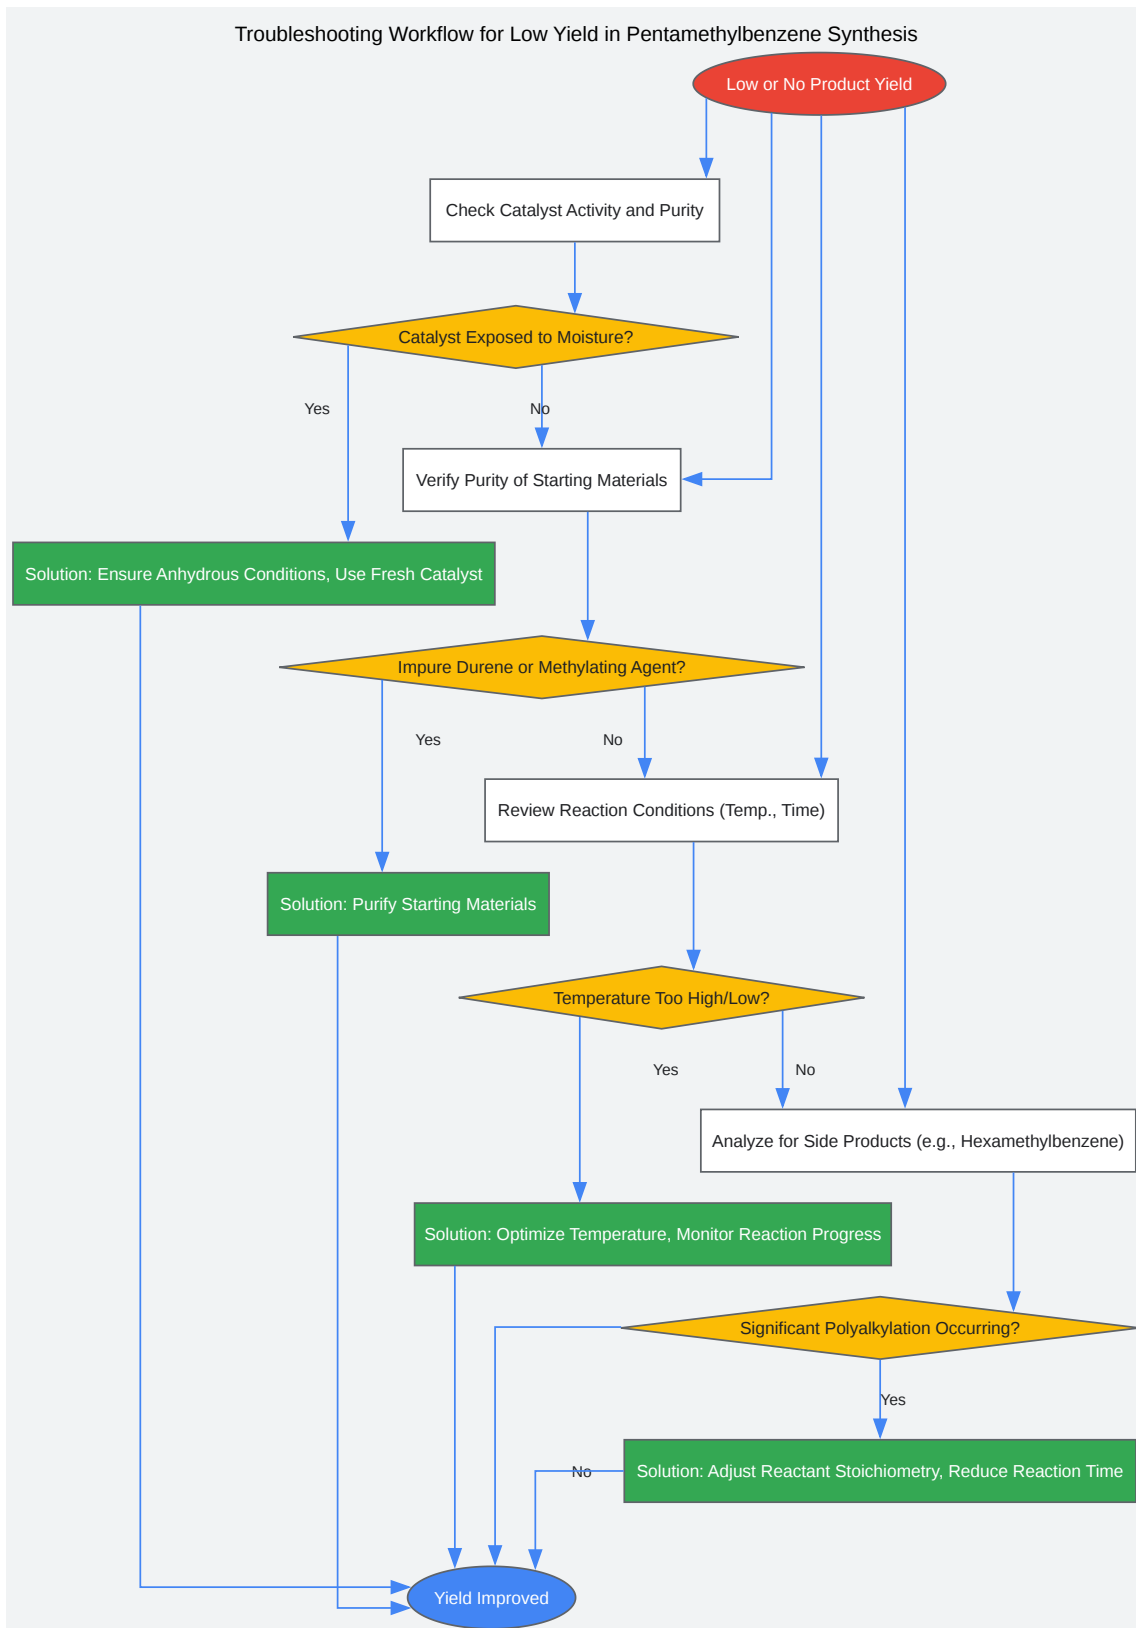 Troubleshooting Workflow for Low Yield in Pentamethylbenzene Synthesis
Low or No Product Yield
Check Catalyst Activity and Purity
Catalyst Exposed to Moisture?
Yes
No
Verify Purity of Starting Materials
Solution: Ensure Anhydrous Conditions, Use Fresh Catalyst
Impure Durene or Methylating Agent?
Yes
No
Review Reaction Conditions (Temp., Time)
Solution: Purify Starting Materials
Temperature Too High/Low?
Yes
No
Analyze for Side Products (e.g., Hexamethylbenzene)
Solution: Optimize Temperature, Monitor Reaction Progress
Significant Polyalkylation Occurring?
Yes
No
Solution: Adjust Reactant Stoichiometry, Reduce Reaction Time
Yield Improved